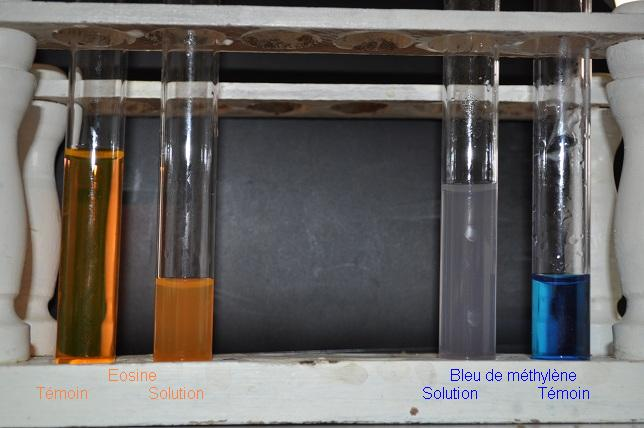 Eosine
Témoin Solution
Bleu de méthylène
Solution Témoin